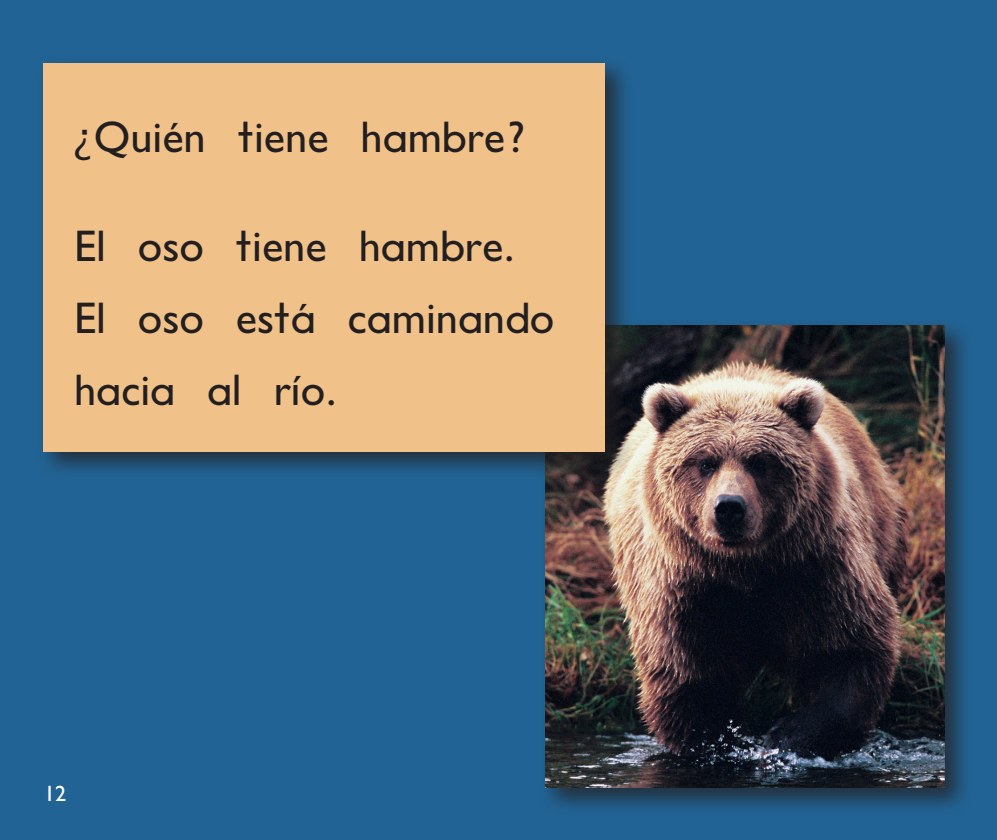 ¿Quién tiene hambre?
El oso tiene hambre.
El oso está caminando
hacia al río.
12